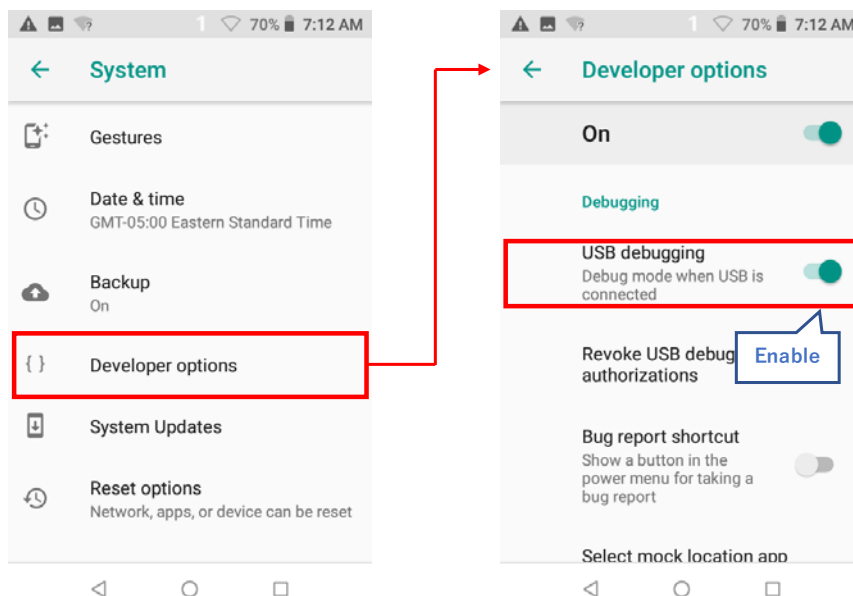 1 70% 7:12 AM
System
Gestures
Date & time
GMT-05:00 Eastern Standard Time
Backup
On
{ } Developer options
System Updates
Reset options
Network, apps, or device can be reset
1 70% 7:12 AM
Developer options
On
Debugging
USB debugging
Debug mode when USB is
connected
Enable
Revoke USB debug
authorizations
Bug report shortcut
Show a button in the
power menu for taking a
bug report
Select mock location app